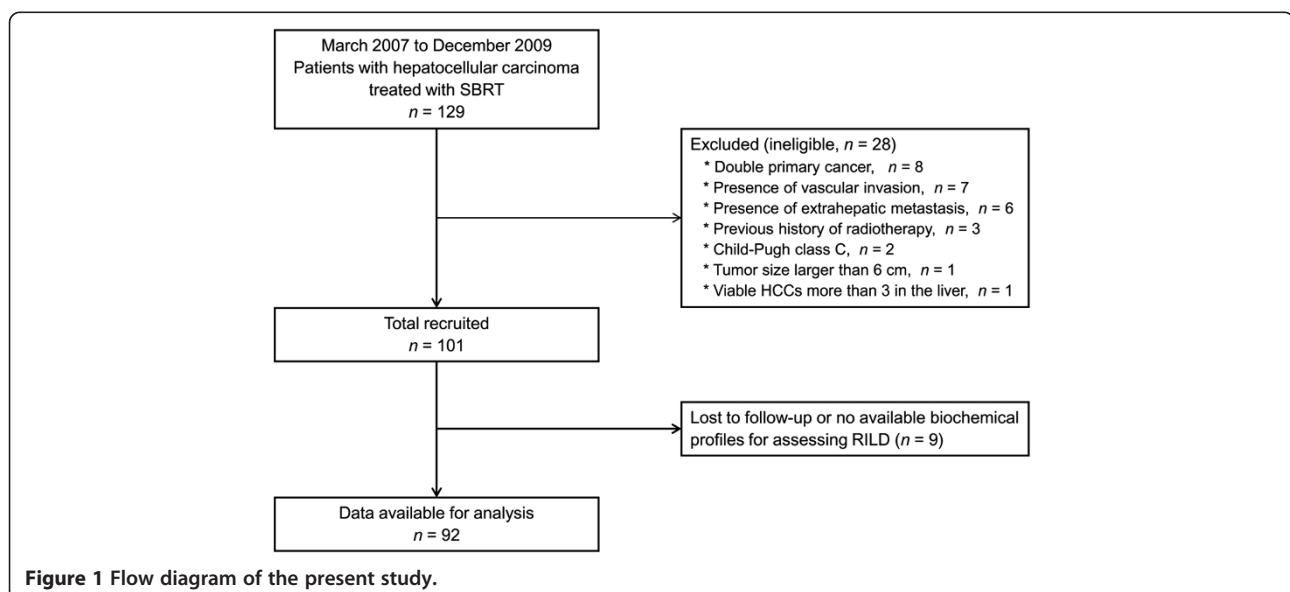 March 2007 to December 2009
Patients with hepatocellular carcinoma
treated with SBRT
n = 129
Excluded (ineligible, n = 28)
* Double primary cancer, n = 8
* Presence of vascular invasion, n = 7
* Presence of extrahepatic metastasis, n = 6
* Previous history of radiotherapy, n = 3
* Child-Pugh class C, n = 2
* Tumor size larger than 6 cm, n = 1
* Viable HCCs more than 3 in the liver, n = 1
Total recruited
n = 101
Lost to follow-up or no available biochemical
profiles for assessing RILD (n = 9)
Data available for analysis
n = 92
Figure 1 Flow diagram of the present study.